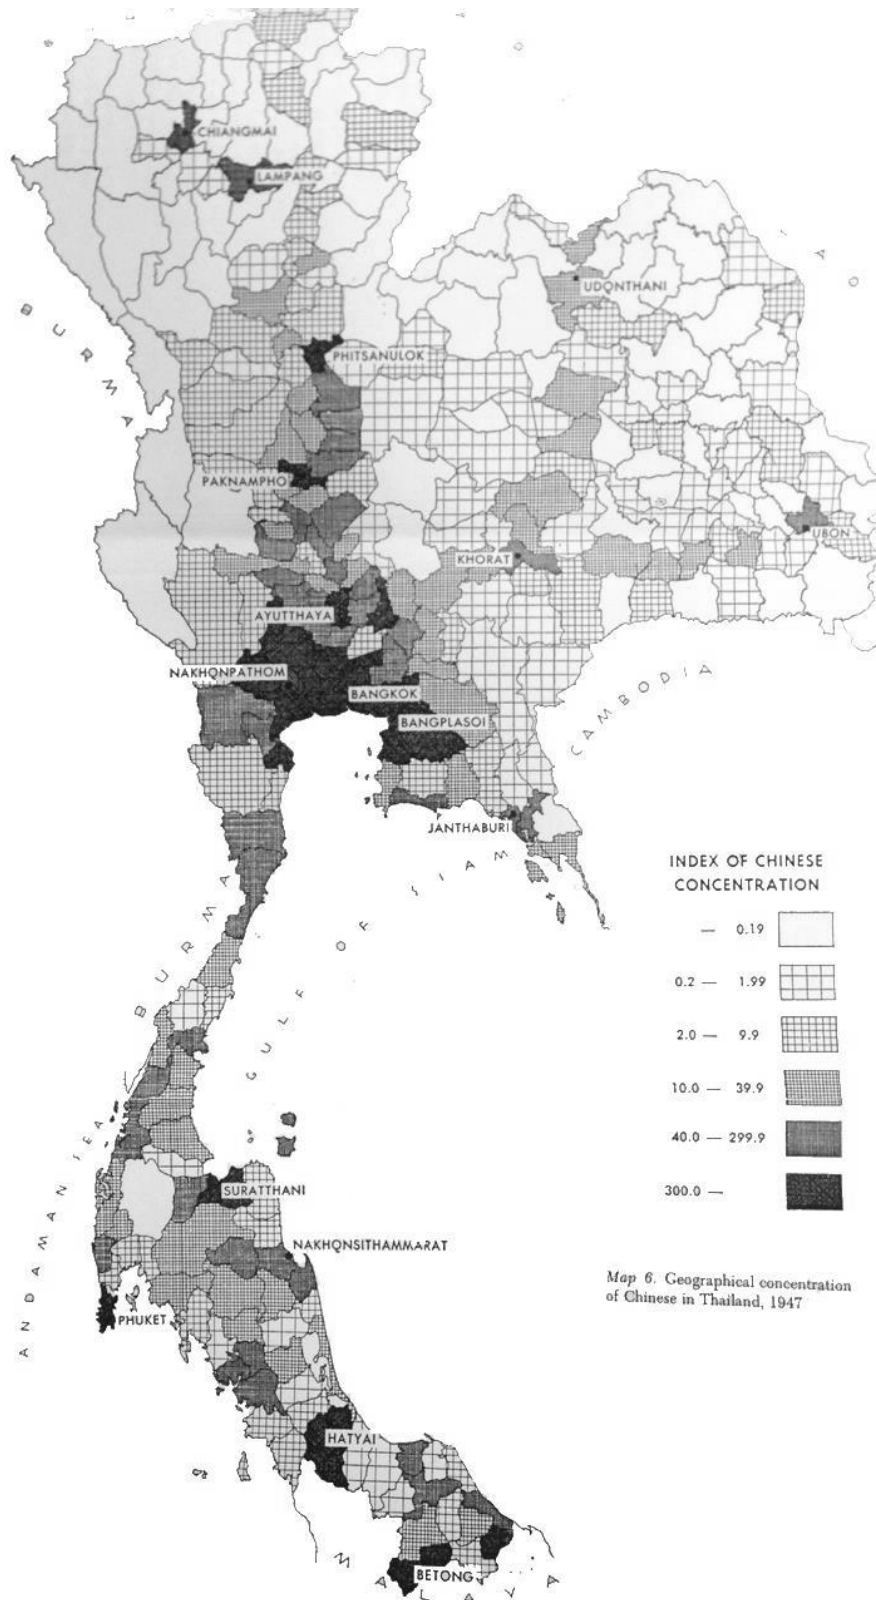 CHIANGMAI
LAMPANG
UDONTHANI
BURMA
PHITSANULOK
PAKNAMPHO
UBON
KHORAT
AYUTTHAYA
NAKHONPATHOM
BANGKOK
BANGPLASOI
CAMBODIA
JANTHABURI
GULF OF SIAM
BURMA
INDEX OF CHINESE
CONCENTRATION
— 0.19
0.2 — 1.99
2.0 — 9.9
10.0 — 39.9
40.0 — 299.9
300.0 —
ANDAMAN SEA
SURATTHANI
NAKHONSITHAMMARAT
Map 6. Geographical concentration
of Chinese in Thailand, 1947
PHUKET
HATYAI
BETONG
MALAYA